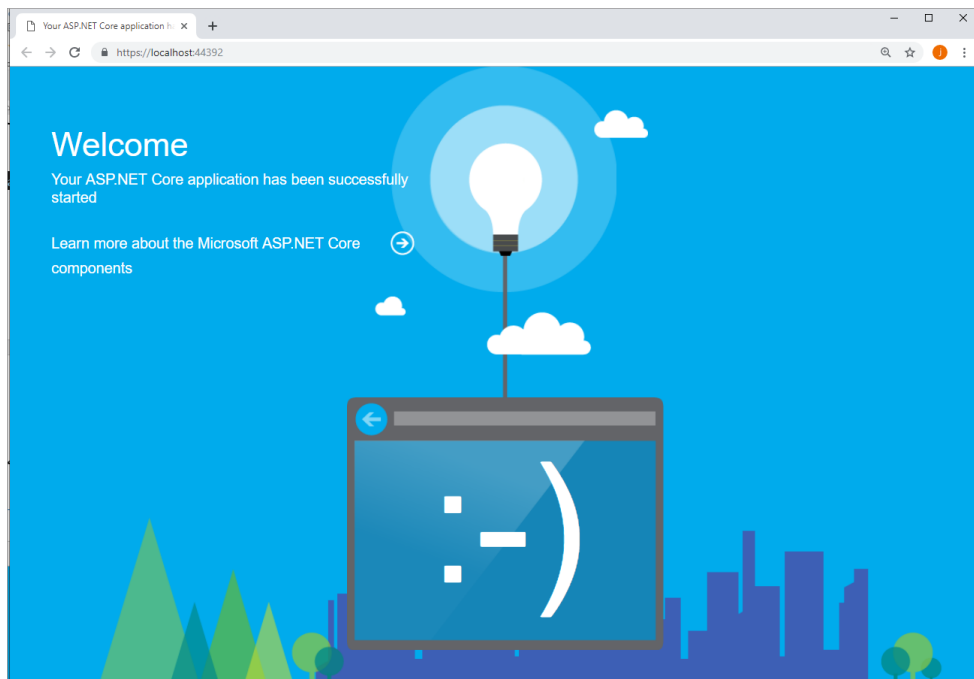 Your ASP.NET Core application h
https://localhost:44392
J
Welcome
Your ASP.NET Core application has been successfully
started
Learn more about the Microsoft ASP.NET Core
components
:-)